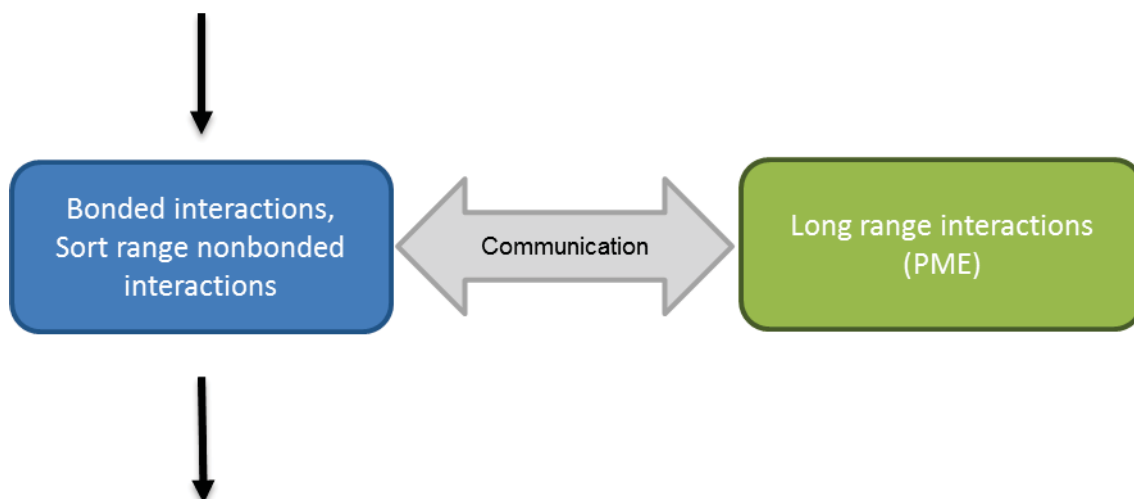 Bonded interactions,
Sort range nonbonded
interactions
Communication
Long range interactions
(PME)